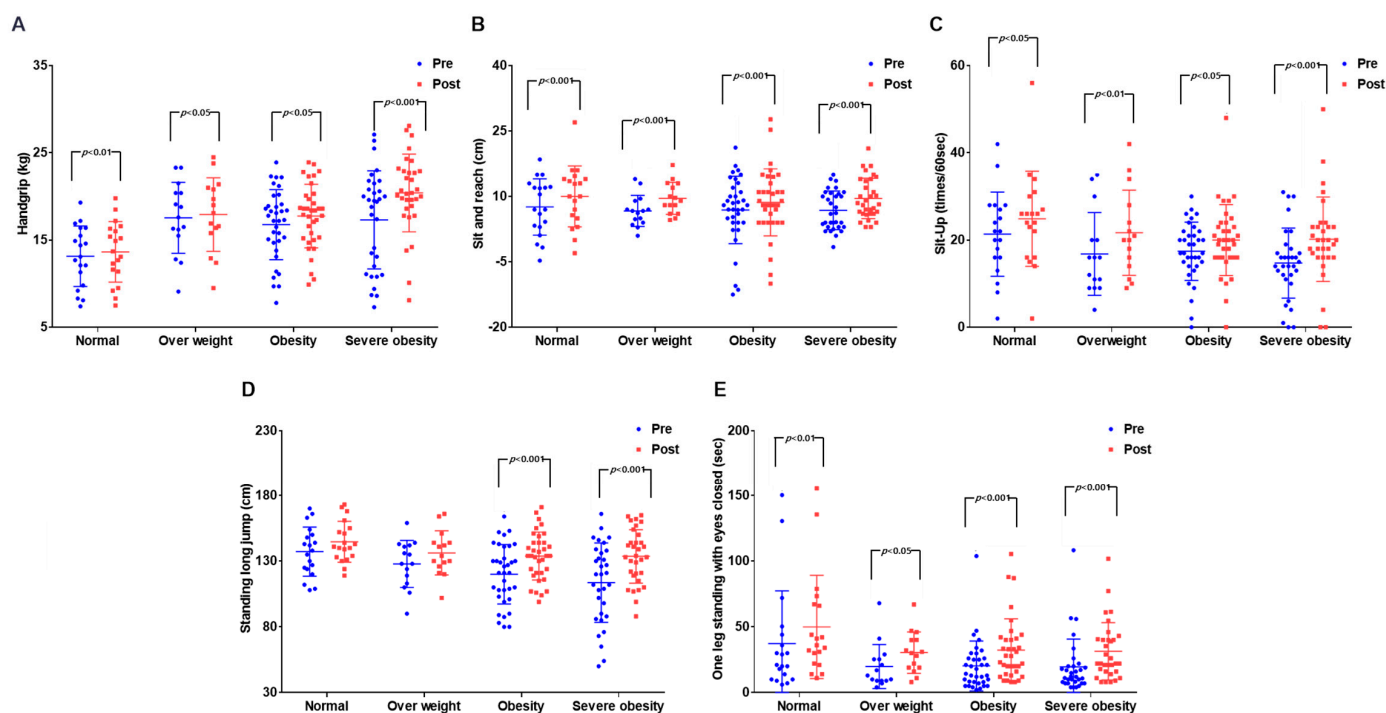 A
Handgrip (kg)
35
25
15
5
p<0.01
p<0.05
p<0.05
p<0.001
Pre
Post
Normal
Over weight
Obesity
Severe obesity
B
Sit and reach (cm)
40
25
10
-5
-20
p<0.001
p<0.001
p<0.001
p<0.001
Pre
Post
Normal
Over weight
Obesity
Severe obesity
C
Sit-Up (times/60sec)
60
40
20
0
p<0.05
p<0.01
p<0.05
p<0.001
Pre
Post
Normal
Overweight
Obesity
Severe obesity
D
Standing long jump (cm)
230
180
130
80
30
p<0.001
p<0.001
Pre
Post
Normal
Over weight
Obesity
Severe obesity
E
One leg standing with eyes closed (sec)
200
150
100
50
0
p<0.01
p<0.05
p<0.001
p<0.001
Pre
Post
Normal
Over weight
Obesity
Severe obesity